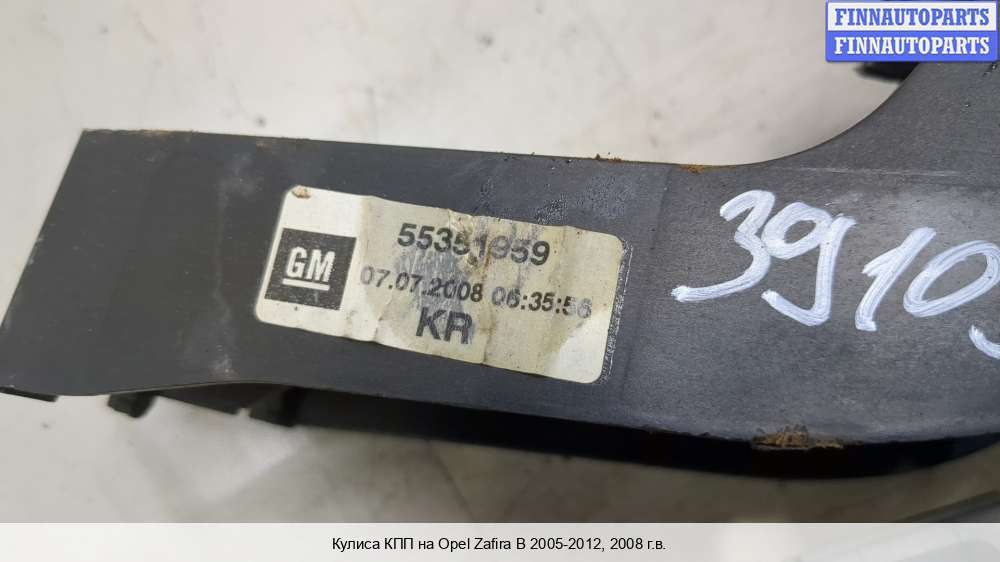 FINNAUTOPARTS
FINNAUTOPARTS
GM
55351959
07.07.2008 06:35:56
KR
3910
Кулиса КПП на Opel Zafira B 2005-2012, 2008 г.в.